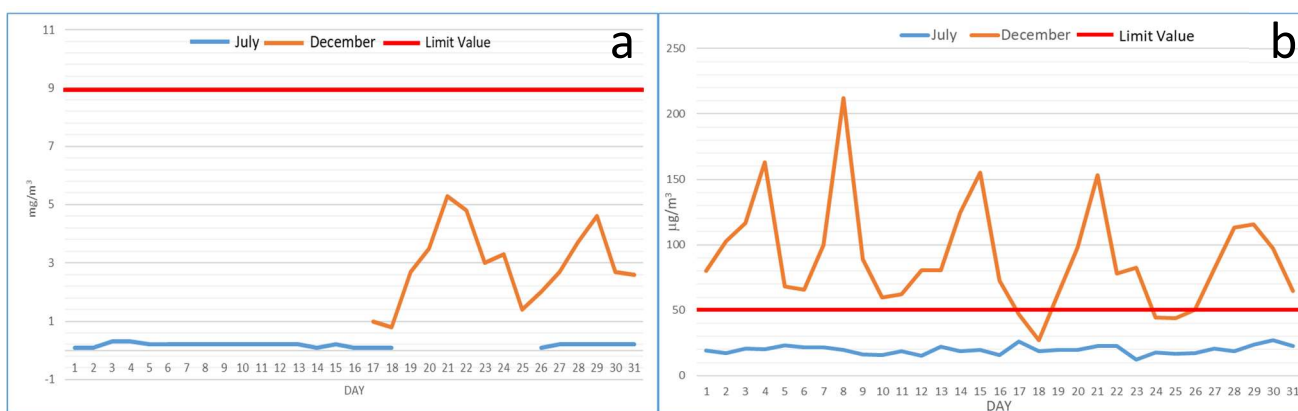 July December Limit Value
a
11
9
7
5
3
1
-1
mg/m³
1 2 3 4 5 6 7 8 9 10 11 12 13 14 15 16 17 18 19 20 21 22 23 24 25 26 27 28 29 30 31
DAY
July December Limit Value
b
250
200
150
100
50
0
µg/m³
1 2 3 4 5 6 7 8 9 10 11 12 13 14 15 16 17 18 19 20 21 22 23 24 25 26 27 28 29 30 31
DAY